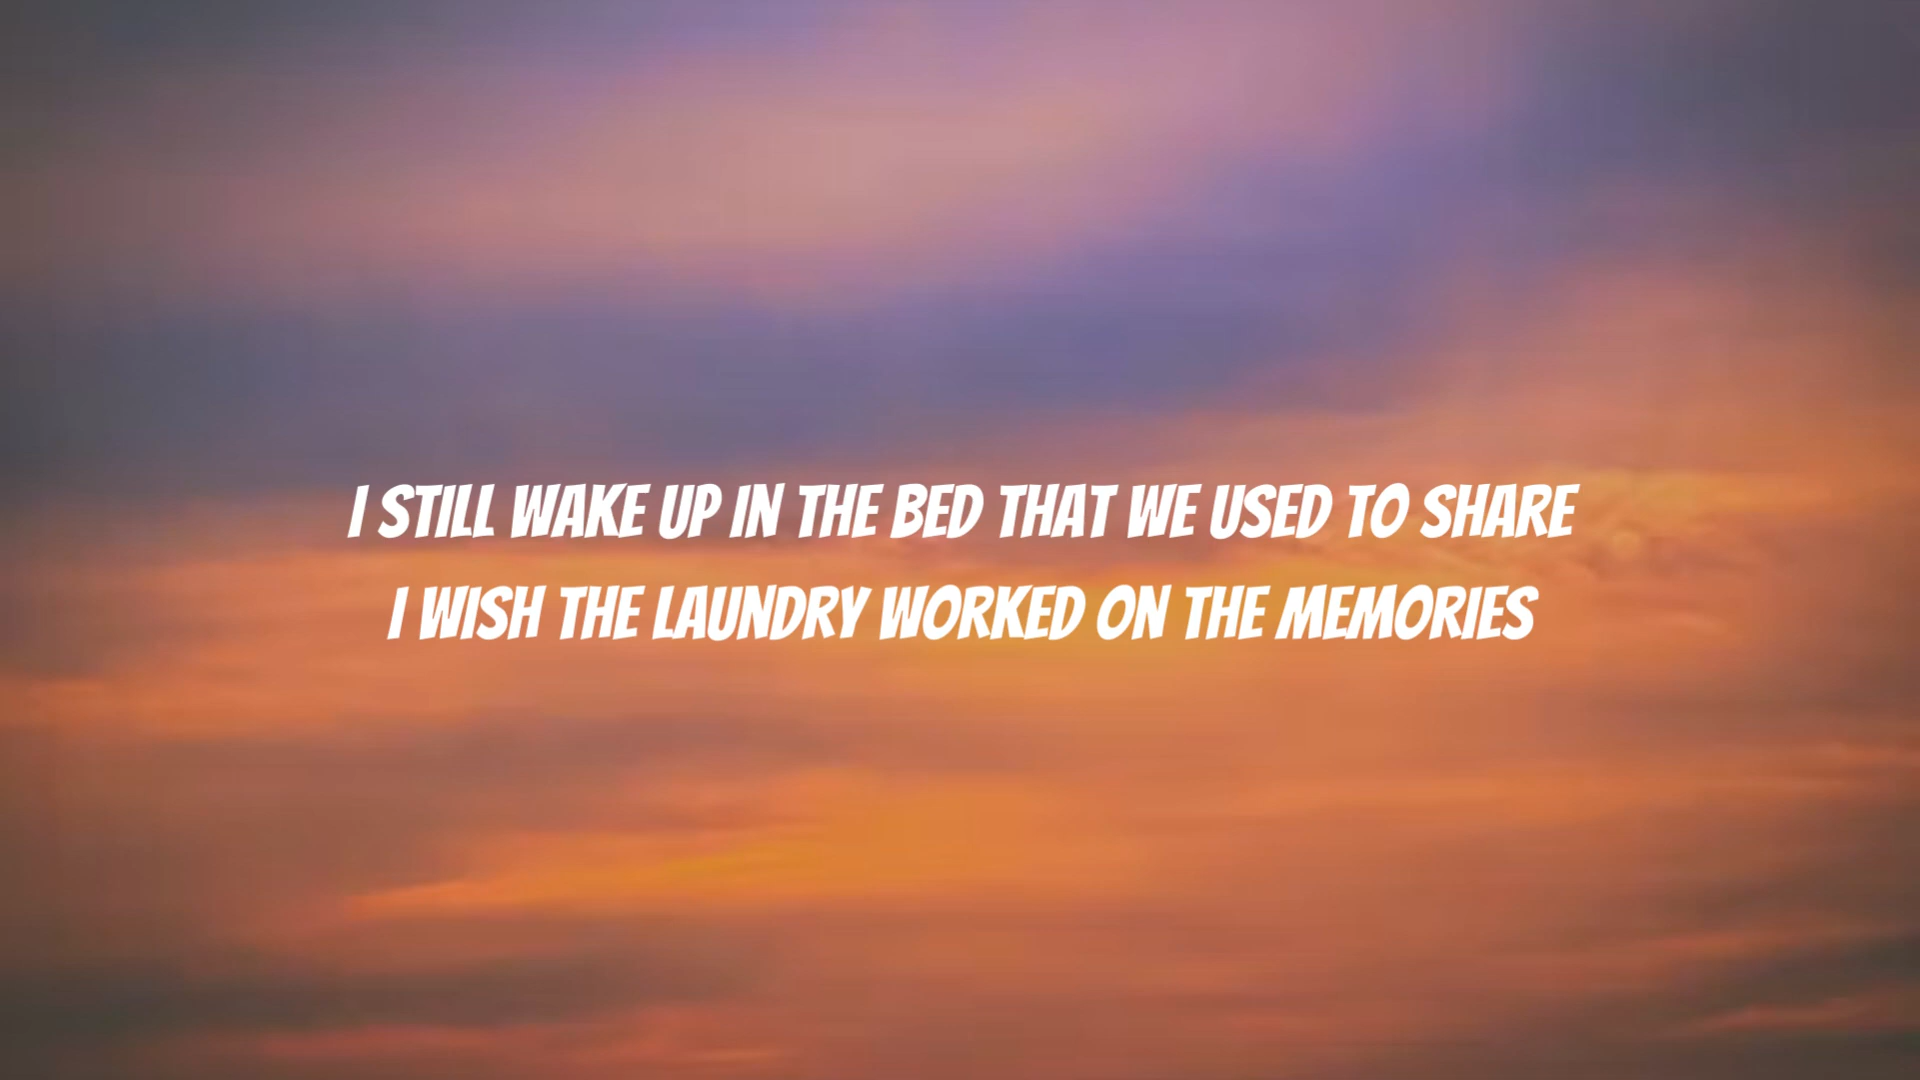 I STILL WAKE UP IN THE BED THAT WE USED TO SHARE
I WISH THE LAUNDRY WORKED ON THE MEMORIES